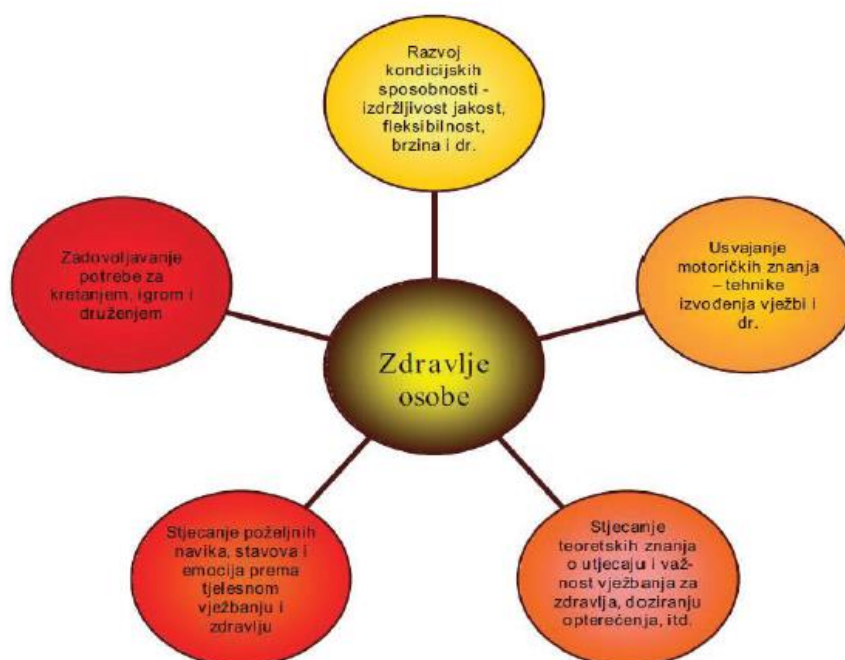 Razvoj
kondicijskih
sposobnosti -
izdržljivost jakost,
fleksibilnost,
brzina i dr.
Zadovoljavanje
potrebe za
kretanjem, igrom i
druženjem
Usvajanje
motoričkih znanja
– tehnike
izvođenja vježbi i
dr.
Zdravlje
osobe
Stjecanje poželjnih
navika, stavova i
emocija prema
tjelesnom
vježbanju i
zdravlju
Stjecanje
teoretskih znanja
o utjecaju i važ-
nost vježbanja za
zdravlja, doziranju
opterećenja, itd.